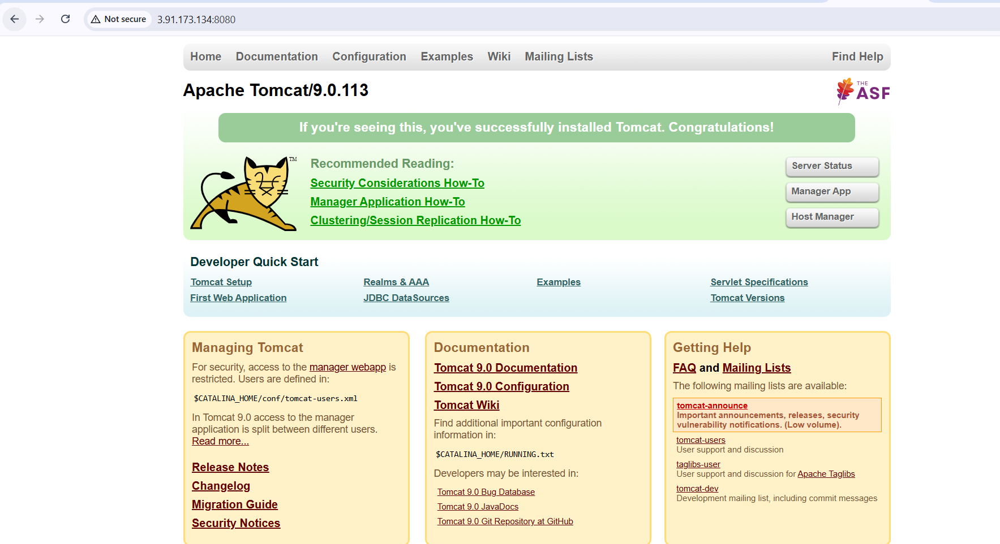 Not secure 3.91.173.134:8080
Home Documentation Configuration Examples Wiki Mailing Lists Find Help
Apache Tomcat/9.0.113
THE
ASF
If you're seeing this, you've successfully installed Tomcat. Congratulations!
TM
Recommended Reading:
Security Considerations How-To
Manager Application How-To
Clustering/Session Replication How-To
Server Status
Manager App
Host Manager
Developer Quick Start
Tomcat Setup
First Web Application
Realms & AAA
JDBC DataSources
Examples
Servlet Specifications
Tomcat Versions
Managing Tomcat
For security, access to the manager webapp is
restricted. Users are defined in:
$CATALINA_HOME/conf/tomcat-users.xml
In Tomcat 9.0 access to the manager
application is split between different users.
Read more...
Release Notes
Changelog
Migration Guide
Security Notices
Documentation
Tomcat 9.0 Documentation
Tomcat 9.0 Configuration
Tomcat Wiki
Find additional important configuration
information in:
$CATALINA_HOME/RUNNING.txt
Developers may be interested in:
Tomcat 9.0 Bug Database
Tomcat 9.0 JavaDocs
Tomcat 9.0 Git Repository at GitHub
Getting Help
FAQ and Mailing Lists
The following mailing lists are available:
tomcat-announce
Important announcements, releases, security
vulnerability notifications. (Low volume).
tomcat-users
User support and discussion
taglibs-user
User support and discussion for Apache Taglibs
tomcat-dev
Development mailing list, including commit messages